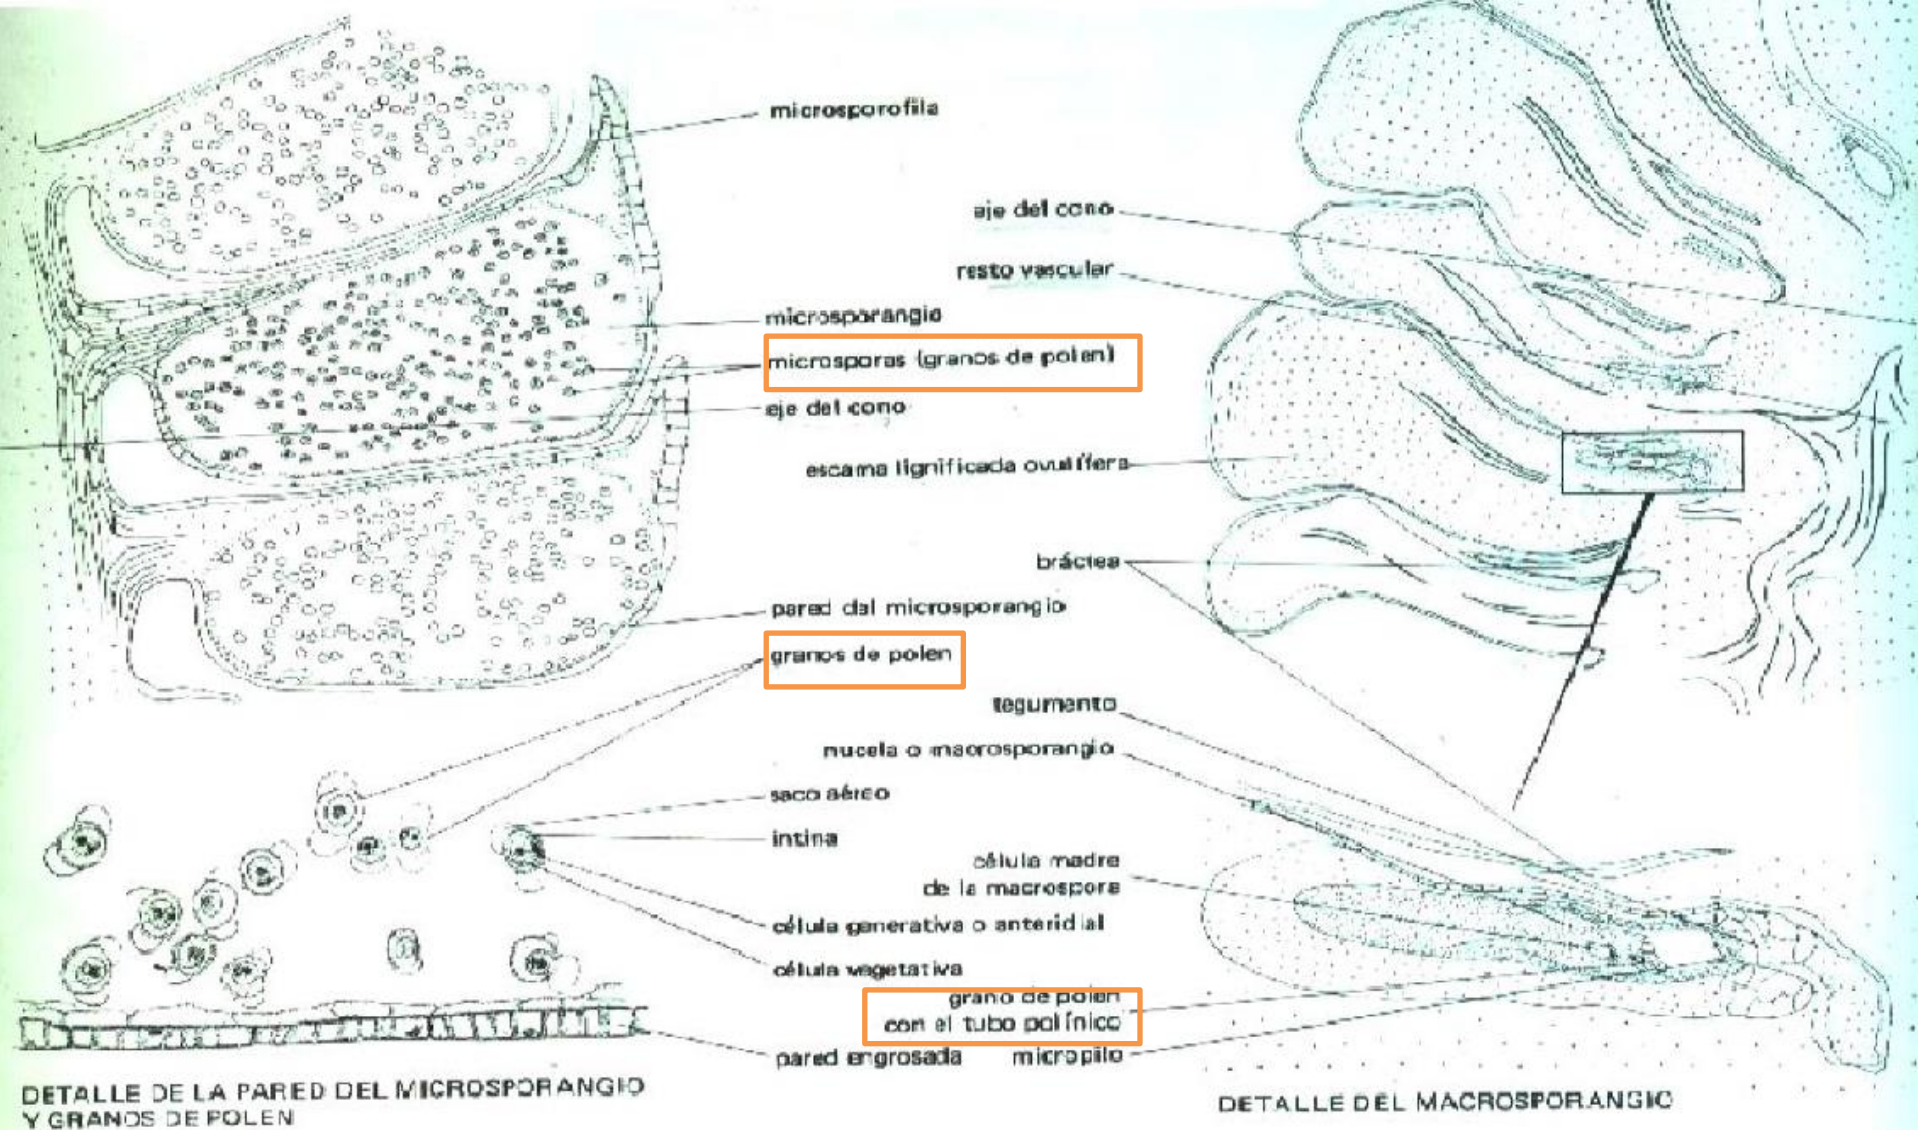 microsporofila
eje del cono
resto vascular
microsporangio
microsporas (granos de polen)
eje del cono
escama lignificada ovulífera
bráctea
pared del microsporangio
granos de polen
tegumento
nucela o macrosporangio
saco aéreo
intina
célula madre
de la macrospora
célula generativa o anteridial
célula vegetativa
grano de polen
con el tubo polínico
pared engrosada
micropilo
DETALLE DE LA PARED DEL MICROSPORANGIO
Y GRANOS DE POLEN
DETALLE DEL MACROSPORANGIO